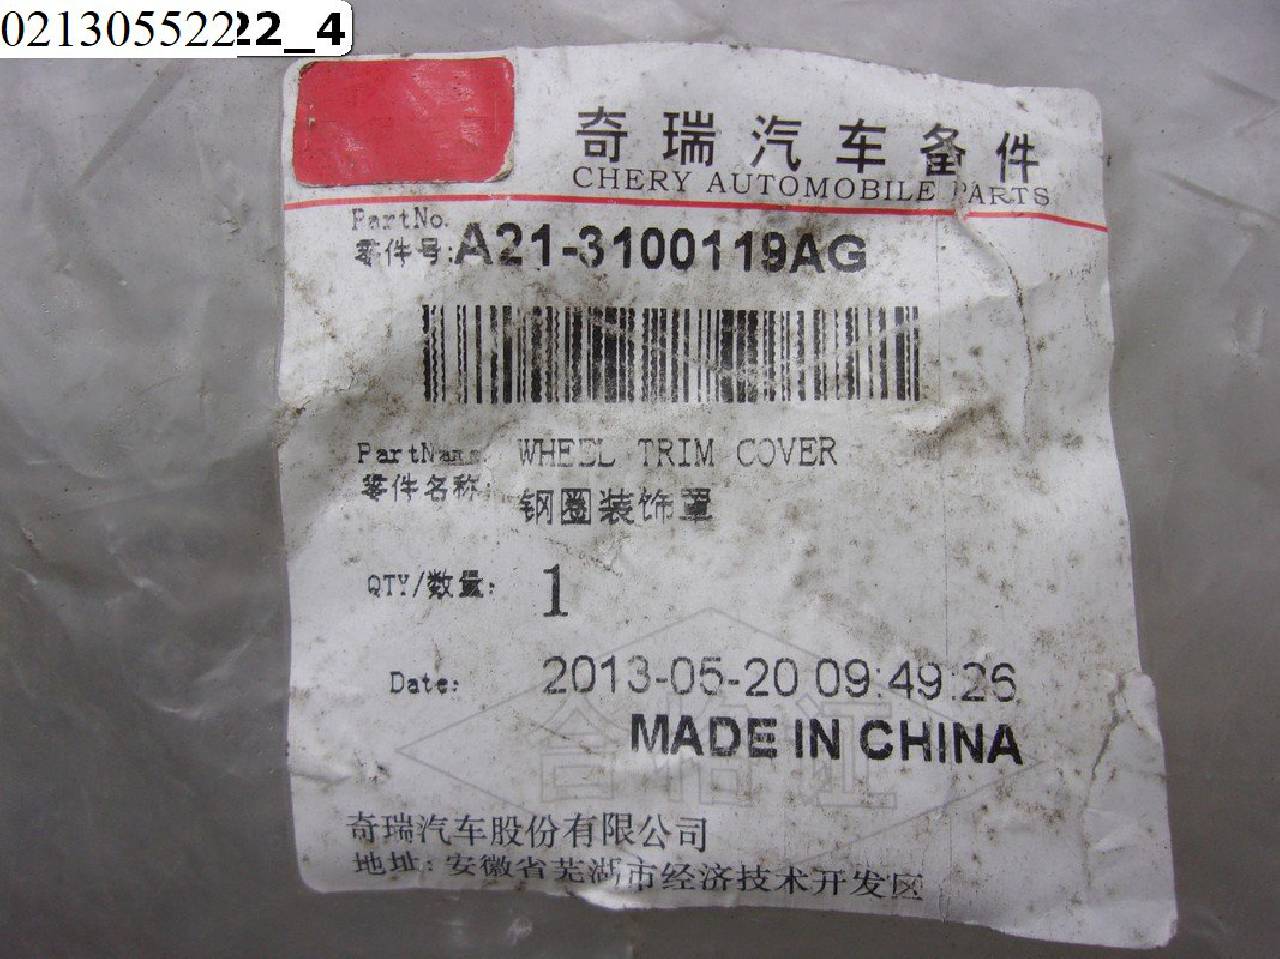 02130552222_4
奇瑞汽车备件
CHERY AUTOMOBILE PARTS
PartNo.
零件号:A21-3100119AG
PartName: WHEEL TRIM COVER
零件名称: 钢圈装饰罩
QTY/数量: 1
Date: 2013-05-20 09:49:26
MADE IN CHINA
合格证
奇瑞汽车股份有限公司
地址:安徽省芜湖市经济技术开发区